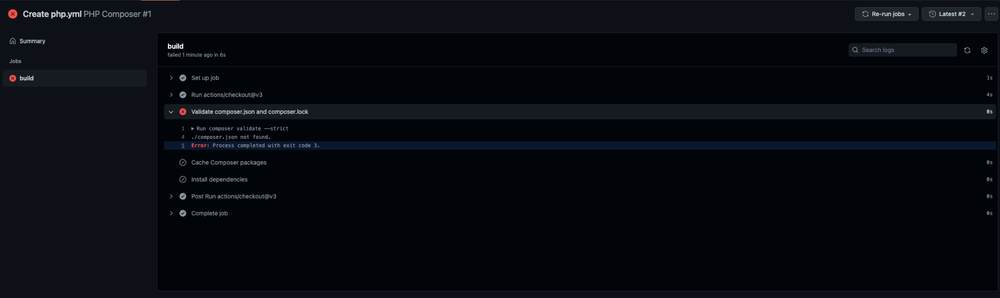 Create php.yml PHP Composer #1
Re-run jobs
Latest #2
Summary
Jobs
build
build
failed 1 minute ago in 6s
Search logs
Set up job 1s
Run actions/checkout@v3 4s
Validate composer.json and composer.lock 0s
1 Run composer validate --strict
4 ./composer.json not found.
5 Error: Process completed with exit code 3.
Cache Composer packages 0s
Install dependencies 0s
Post Run actions/checkout@v3 0s
Complete job 0s